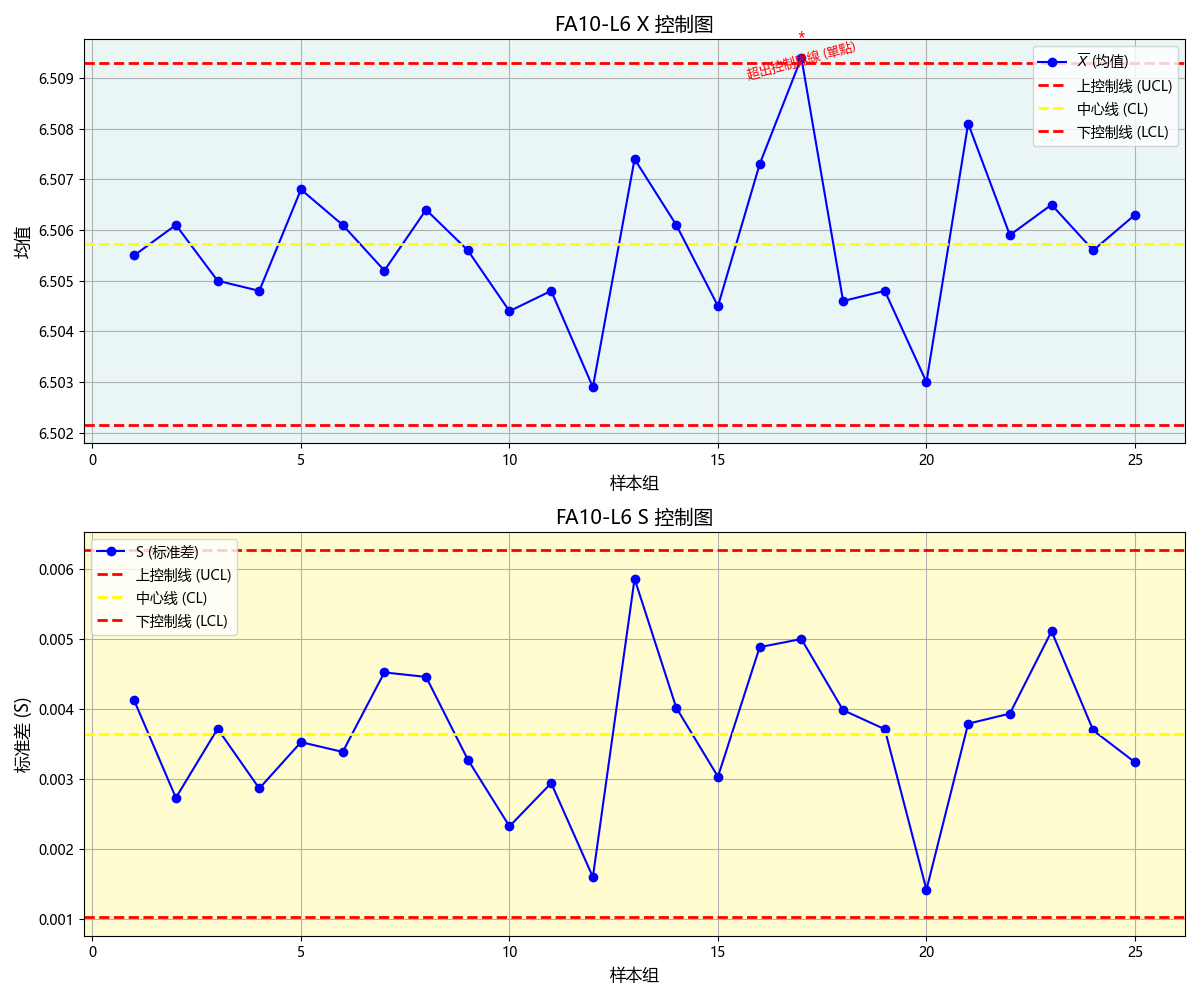 FA10-L6 X 控制图
*
超出控制界線 (單點)
X̅ (均值)
上控制线 (UCL)
中心线 (CL)
下控制线 (LCL)
均值
6.509
6.508
6.507
6.506
6.505
6.504
6.503
6.502
0 5 10 15 20 25
样本组
FA10-L6 S 控制图
S (标准差)
上控制线 (UCL)
中心线 (CL)
下控制线 (LCL)
标准差 (S)
0.006
0.005
0.004
0.003
0.002
0.001
0 5 10 15 20 25
样本组